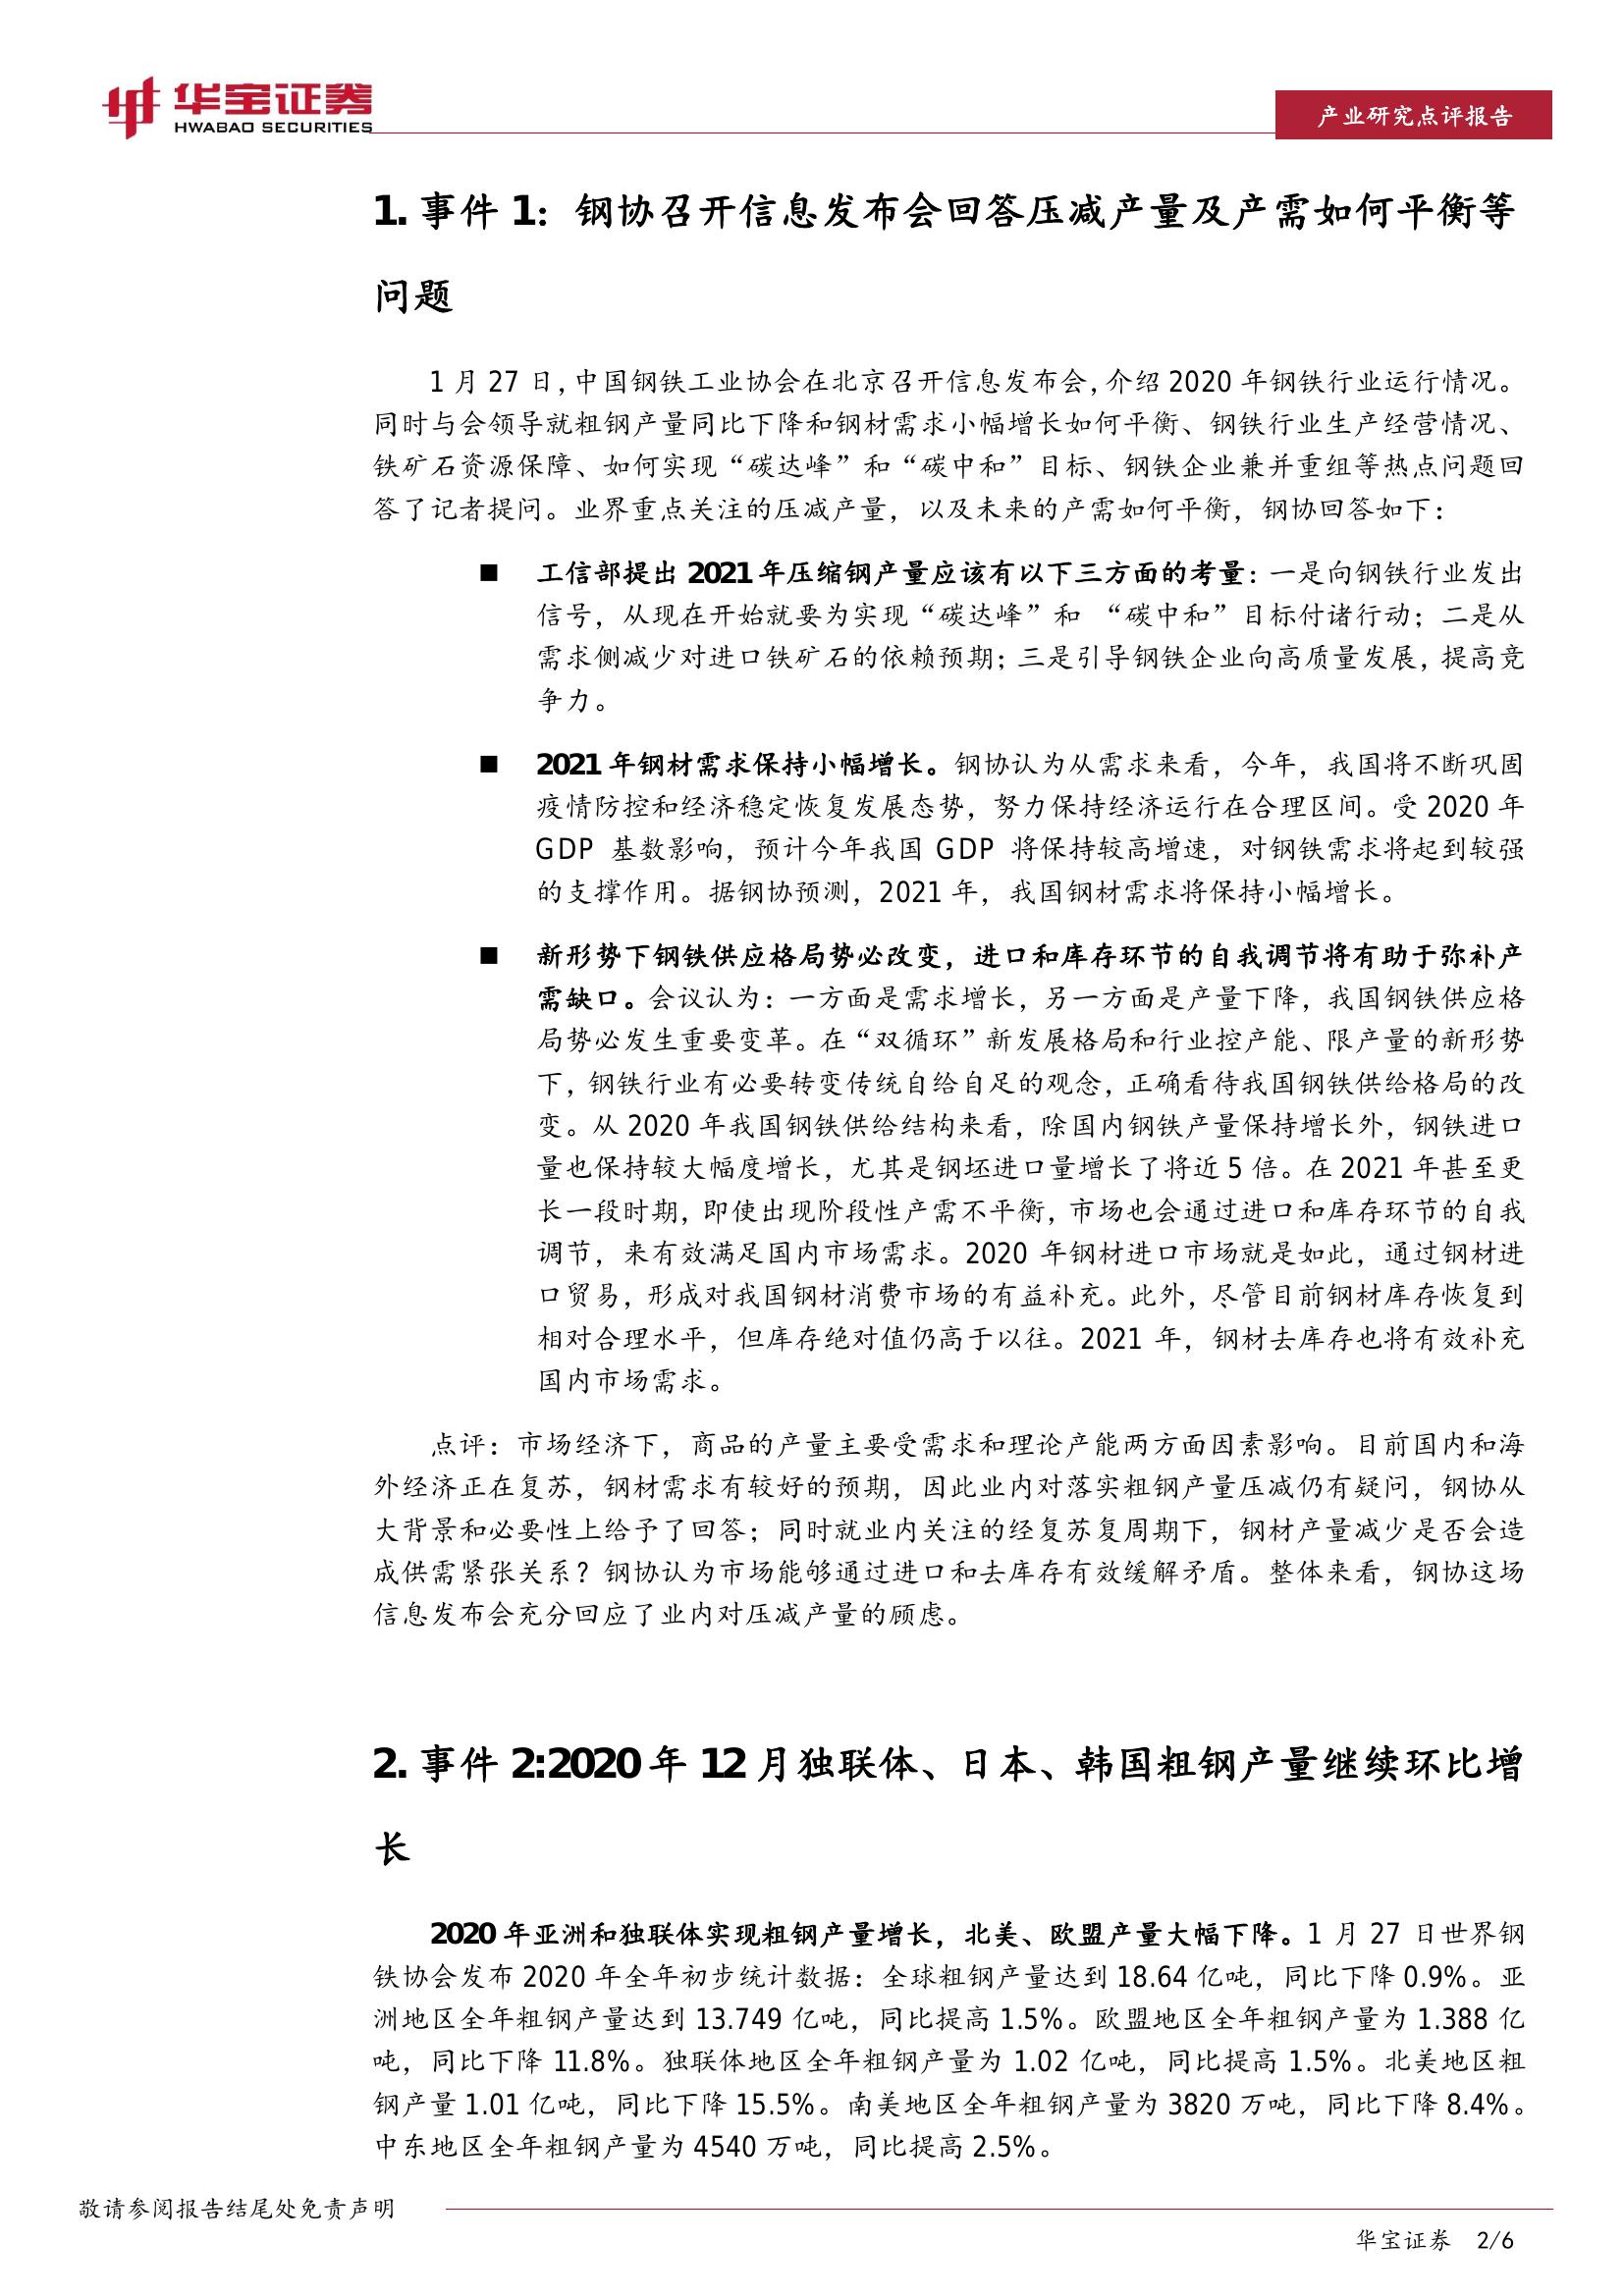 华宝证券
HWABAO SECURITIES
产业研究点评报告
1. 事件 1：钢协召开信息发布会回答压减产量及产需如何平衡等
问题
1 月 27 日，中国钢铁工业协会在北京召开信息发布会，介绍 2020 年钢铁行业运行情况。
同时与会领导就粗钢产量同比下降和钢材需求小幅增长如何平衡、钢铁行业生产经营情况、
铁矿石资源保障、如何实现“碳达峰”和“碳中和”目标、钢铁企业兼并重组等热点问题回
答了记者提问。业界重点关注的压减产量，以及未来的产需如何平衡，钢协回答如下：
■ 工信部提出 2021 年压缩钢产量应该有以下三方面的考量：一是向钢铁行业发出
信号，从现在开始就要为实现“碳达峰”和 “碳中和”目标付诸行动；二是从
需求侧减少对进口铁矿石的依赖预期；三是引导钢铁企业向高质量发展，提高竞
争力。
■ 2021 年钢材需求保持小幅增长。钢协认为从需求来看，今年，我国将不断巩固
疫情防控和经济稳定恢复发展态势，努力保持经济运行在合理区间。受 2020 年
GDP 基数影响，预计今年我国 GDP 将保持较高增速，对钢铁需求将起到较强
的支撑作用。据钢协预测，2021 年，我国钢材需求将保持小幅增长。
■ 新形势下钢铁供应格局势必改变，进口和库存环节的自我调节将有助于弥补产
需缺口。会议认为：一方面是需求增长，另一方面是产量下降，我国钢铁供应格
局势必发生重要变革。在“双循环”新发展格局和行业控产能、限产量的新形势
下，钢铁行业有必要转变传统自给自足的观念，正确看待我国钢铁供给格局的改
变。从 2020 年我国钢铁供给结构来看，除国内钢铁产量保持增长外，钢铁进口
量也保持较大幅度增长，尤其是钢坯进口量增长了将近 5 倍。在 2021 年甚至更
长一段时期，即使出现阶段性产需不平衡，市场也会通过进口和库存环节的自我
调节，来有效满足国内市场需求。2020 年钢材进口市场就是如此，通过钢材进
口贸易，形成对我国钢材消费市场的有益补充。此外，尽管目前钢材库存恢复到
相对合理水平，但库存绝对值仍高于以往。2021 年，钢材去库存也将有效补充
国内市场需求。
点评：市场经济下，商品的产量主要受需求和理论产能两方面因素影响。目前国内和海
外经济正在复苏，钢材需求有较好的预期，因此业内对落实粗钢产量压减仍有疑问，钢协从
大背景和必要性上给予了回答；同时就业内关注的经复苏复周期下，钢材产量减少是否会造
成供需紧张关系？钢协认为市场能够通过进口和去库存有效缓解矛盾。整体来看，钢协这场
信息发布会充分回应了业内对压减产量的顾虑。
2. 事件 2:2020 年 12 月独联体、日本、韩国粗钢产量继续环比增
长
2020 年亚洲和独联体实现粗钢产量增长，北美、欧盟产量大幅下降。1 月 27 日世界钢
铁协会发布 2020 年全年初步统计数据：全球粗钢产量达到 18.64 亿吨，同比下降 0.9%。亚
洲地区全年粗钢产量达到 13.749 亿吨，同比提高 1.5%。欧盟地区全年粗钢产量为 1.388 亿
吨，同比下降 11.8%。独联体地区全年粗钢产量为 1.02 亿吨，同比提高 1.5%。北美地区粗
钢产量 1.01 亿吨，同比下降 15.5%。南美地区全年粗钢产量为 3820 万吨，同比下降 8.4%。
中东地区全年粗钢产量为 4540 万吨，同比提高 2.5%。
敬请参阅报告结尾处免责声明
华宝证券 2/6